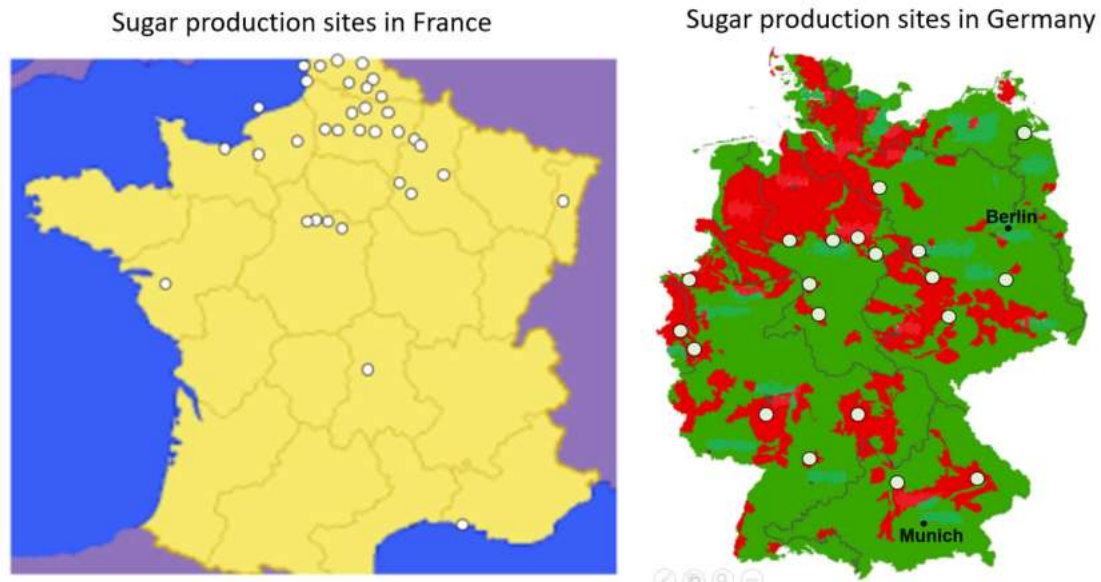 Sugar production sites in France
Sugar production sites in Germany
Berlin
Munich